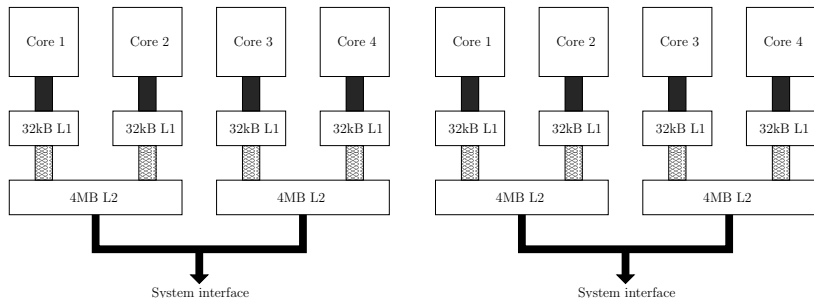 Core 1 Core 2 Core 3 Core 4 Core 1 Core 2 Core 3 Core 4
32kB L1 32kB L1 32kB L1 32kB L1 32kB L1 32kB L1 32kB L1 32kB L1
4MB L2 4MB L2 4MB L2 4MB L2
System interface System interface